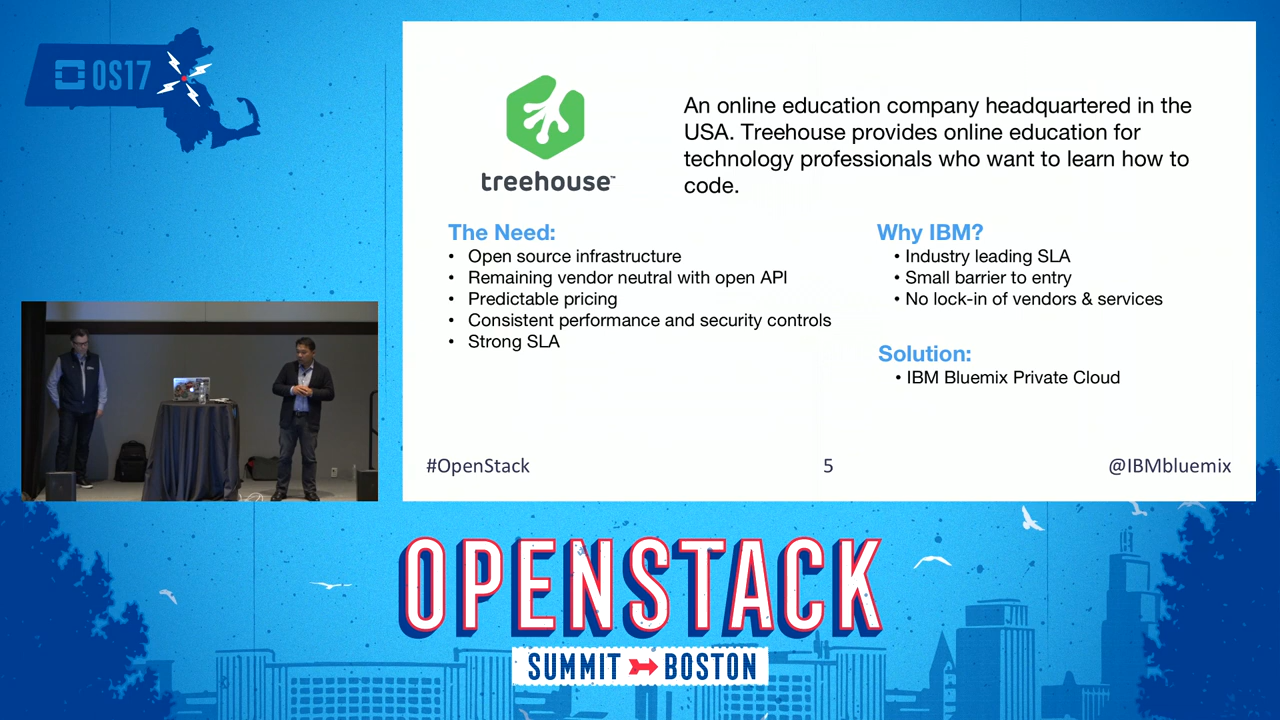 OS17
treehouse™
An online education company headquartered in the
USA. Treehouse provides online education for
technology professionals who want to learn how to
code.
The Need:
• Open source infrastructure
• Remaining vendor neutral with open API
• Predictable pricing
• Consistent performance and security controls
• Strong SLA
Why IBM?
• Industry leading SLA
• Small barrier to entry
• No lock-in of vendors & services
Solution:
• IBM Bluemix Private Cloud
#OpenStack
5
@IBMbluemix
OPENSTACK
SUMMIT BOSTON